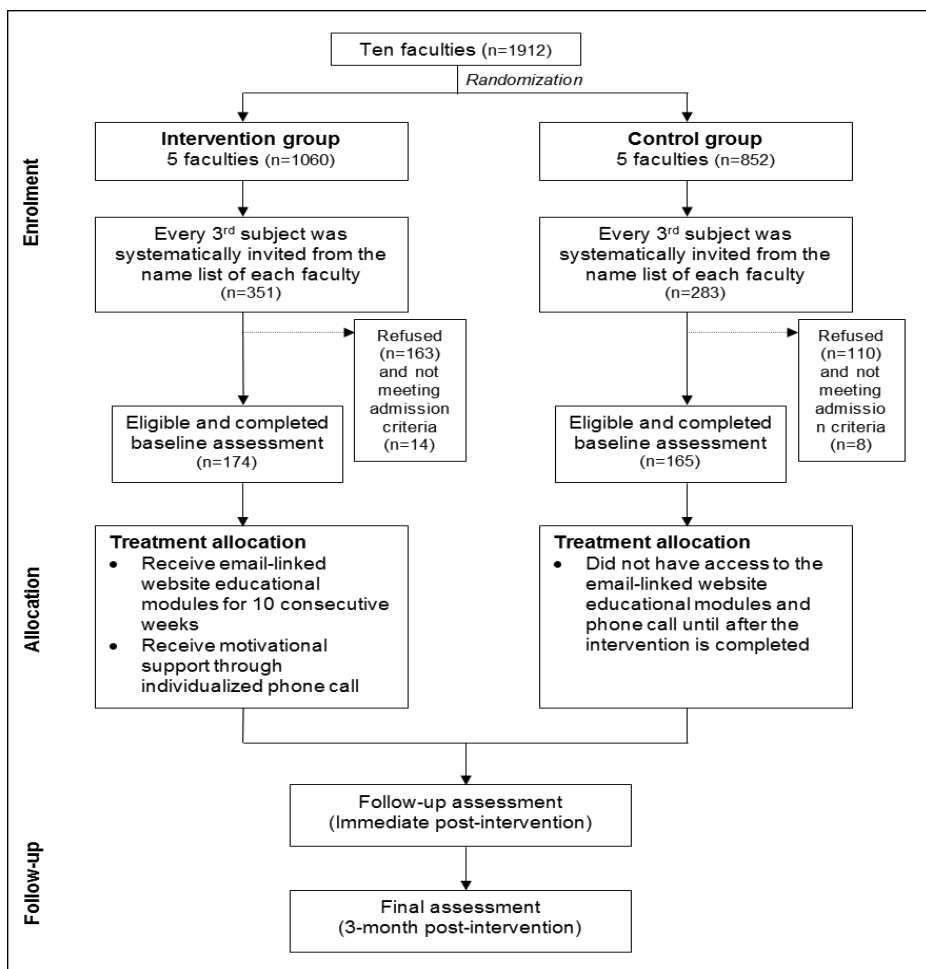 Ten faculties (n=1912)
Randomization
Enrolment
Intervention group
5 faculties (n=1060)
Control group
5 faculties (n=852)
Every 3rd subject was
systematically invited from the
name list of each faculty
(n=351)
Every 3rd subject was
systematically invited from the
name list of each faculty
(n=283)
Refused
(n=163)
and not
meeting
admission
criteria
(n=14)
Refused
(n=110)
and not
meeting
admissio
n criteria
(n=8)
Eligible and completed
baseline assessment
(n=174)
Eligible and completed
baseline assessment
(n=165)
Allocation
Treatment allocation
• Receive email-linked
website educational
modules for 10 consecutive
weeks
• Receive motivational
support through
individualized phone call
Treatment allocation
• Did not have access to the
email-linked website
educational modules and
phone call until after the
intervention is completed
Follow-up
Follow-up assessment
(Immediate post-intervention)
Final assessment
(3-month post-intervention)